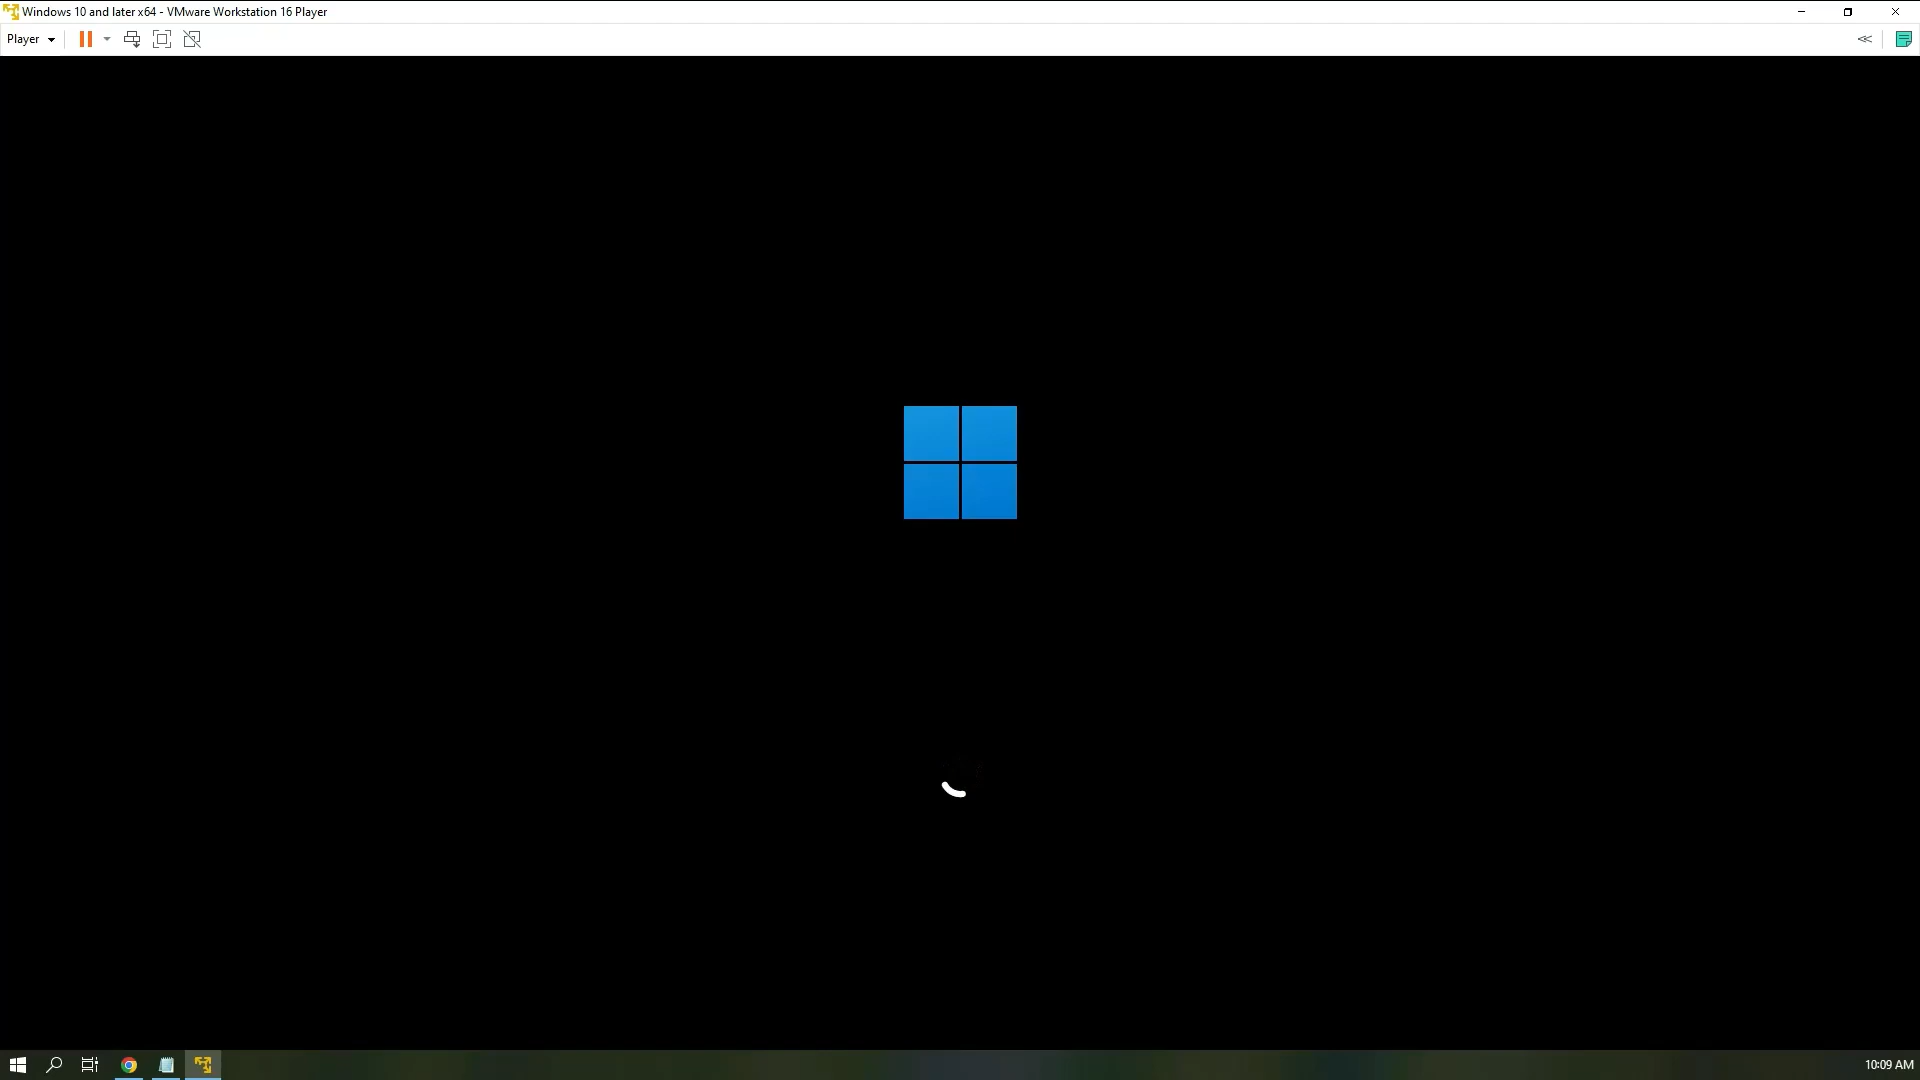 Windows 10 and later x64 - VMware Workstation 16 Player
Player
10:09 AM